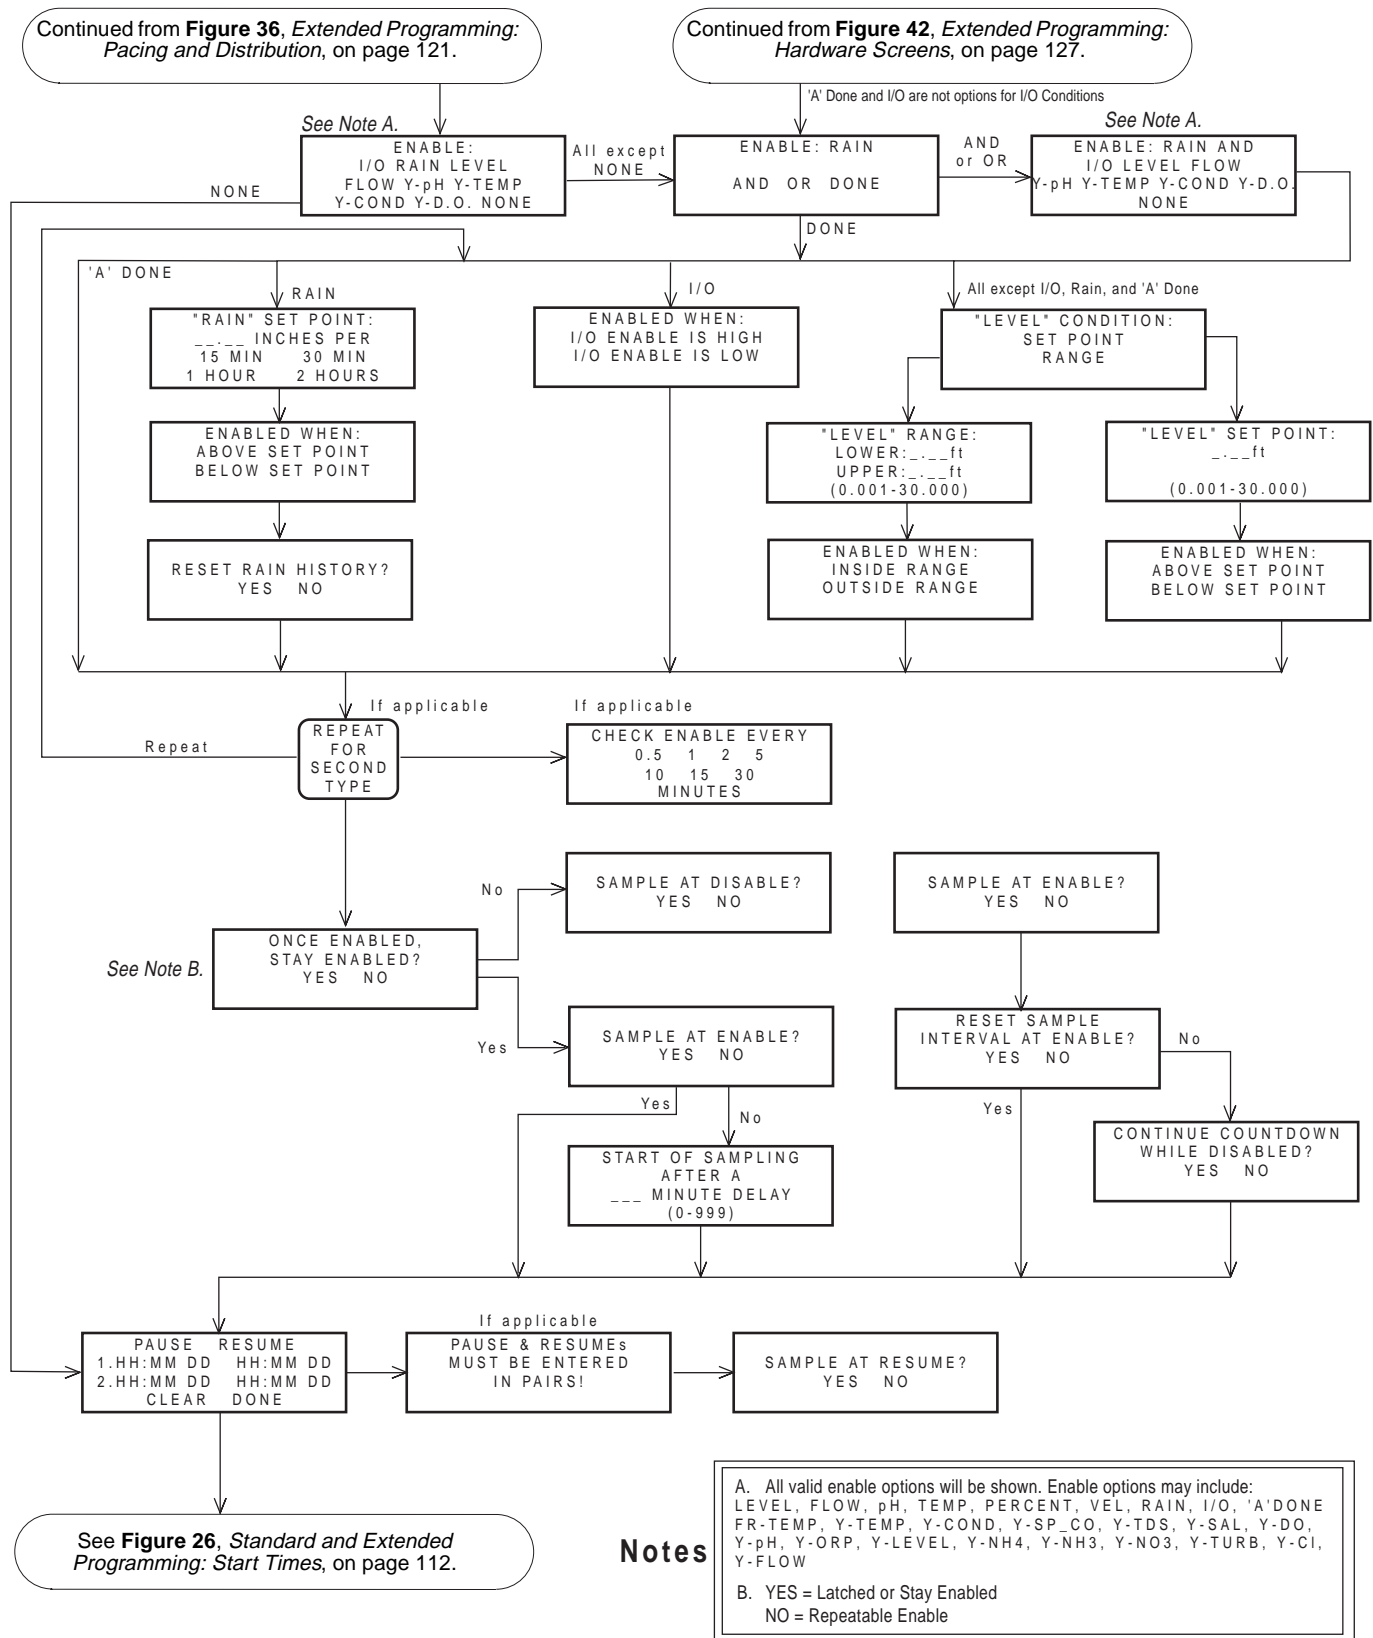 Continued from Figure 36, Extended Programming:
Pacing and Distribution, on page 121.
Continued from Figure 42, Extended Programming:
Hardware Screens, on page 127.
'A' Done and I/O are not options for I/O Conditions
See Note A.
ENABLE:
I/O RAIN LEVEL
FLOW Y-pH Y-TEMP
Y-COND Y-D.O. NONE
NONE
All except
NONE
ENABLE: RAIN
AND OR DONE
AND
or OR
See Note A.
ENABLE: RAIN AND
I/O LEVEL FLOW
Y-pH Y-TEMP Y-COND Y-D.O.
NONE
DONE
'A' DONE
RAIN
"RAIN" SET POINT:
__.__ INCHES PER
15 MIN 30 MIN
1 HOUR 2 HOURS
ENABLED WHEN:
ABOVE SET POINT
BELOW SET POINT
RESET RAIN HISTORY?
YES NO
I/O
ENABLED WHEN:
I/O ENABLE IS HIGH
I/O ENABLE IS LOW
All except I/O, Rain, and 'A' Done
"LEVEL" CONDITION:
SET POINT
RANGE
"LEVEL" RANGE:
LOWER:_.__ft
UPPER:_.__ft
(0.001-30.000)
ENABLED WHEN:
INSIDE RANGE
OUTSIDE RANGE
"LEVEL" SET POINT:
_.__ft
(0.001-30.000)
ENABLED WHEN:
ABOVE SET POINT
BELOW SET POINT
If applicable
REPEAT
FOR
SECOND
TYPE
Repeat
If applicable
CHECK ENABLE EVERY
0.5 1 2 5
10 15 30
MINUTES
See Note B.
ONCE ENABLED,
STAY ENABLED?
YES NO
No
SAMPLE AT DISABLE?
YES NO
SAMPLE AT ENABLE?
YES NO
Yes
SAMPLE AT ENABLE?
YES NO
RESET SAMPLE
INTERVAL AT ENABLE?
YES NO
No
Yes
No
Yes
START OF SAMPLING
AFTER A
___ MINUTE DELAY
(0-999)
CONTINUE COUNTDOWN
WHILE DISABLED?
YES NO
PAUSE RESUME
1.HH:MM DD HH:MM DD
2.HH:MM DD HH:MM DD
CLEAR DONE
If applicable
PAUSE & RESUMEs
MUST BE ENTERED
IN PAIRS!
SAMPLE AT RESUME?
YES NO
See Figure 26, Standard and Extended
Programming: Start Times, on page 112.
Notes
A. All valid enable options will be shown. Enable options may include:
LEVEL, FLOW, pH, TEMP, PERCENT, VEL, RAIN, I/O, 'A'DONE
FR-TEMP, Y-TEMP, Y-COND, Y-SP_CO, Y-TDS, Y-SAL, Y-DO,
Y-pH, Y-ORP, Y-LEVEL, Y-NH4, Y-NH3, Y-NO3, Y-TURB, Y-Cl,
Y-FLOW
B. YES = Latched or Stay Enabled
NO = Repeatable Enable